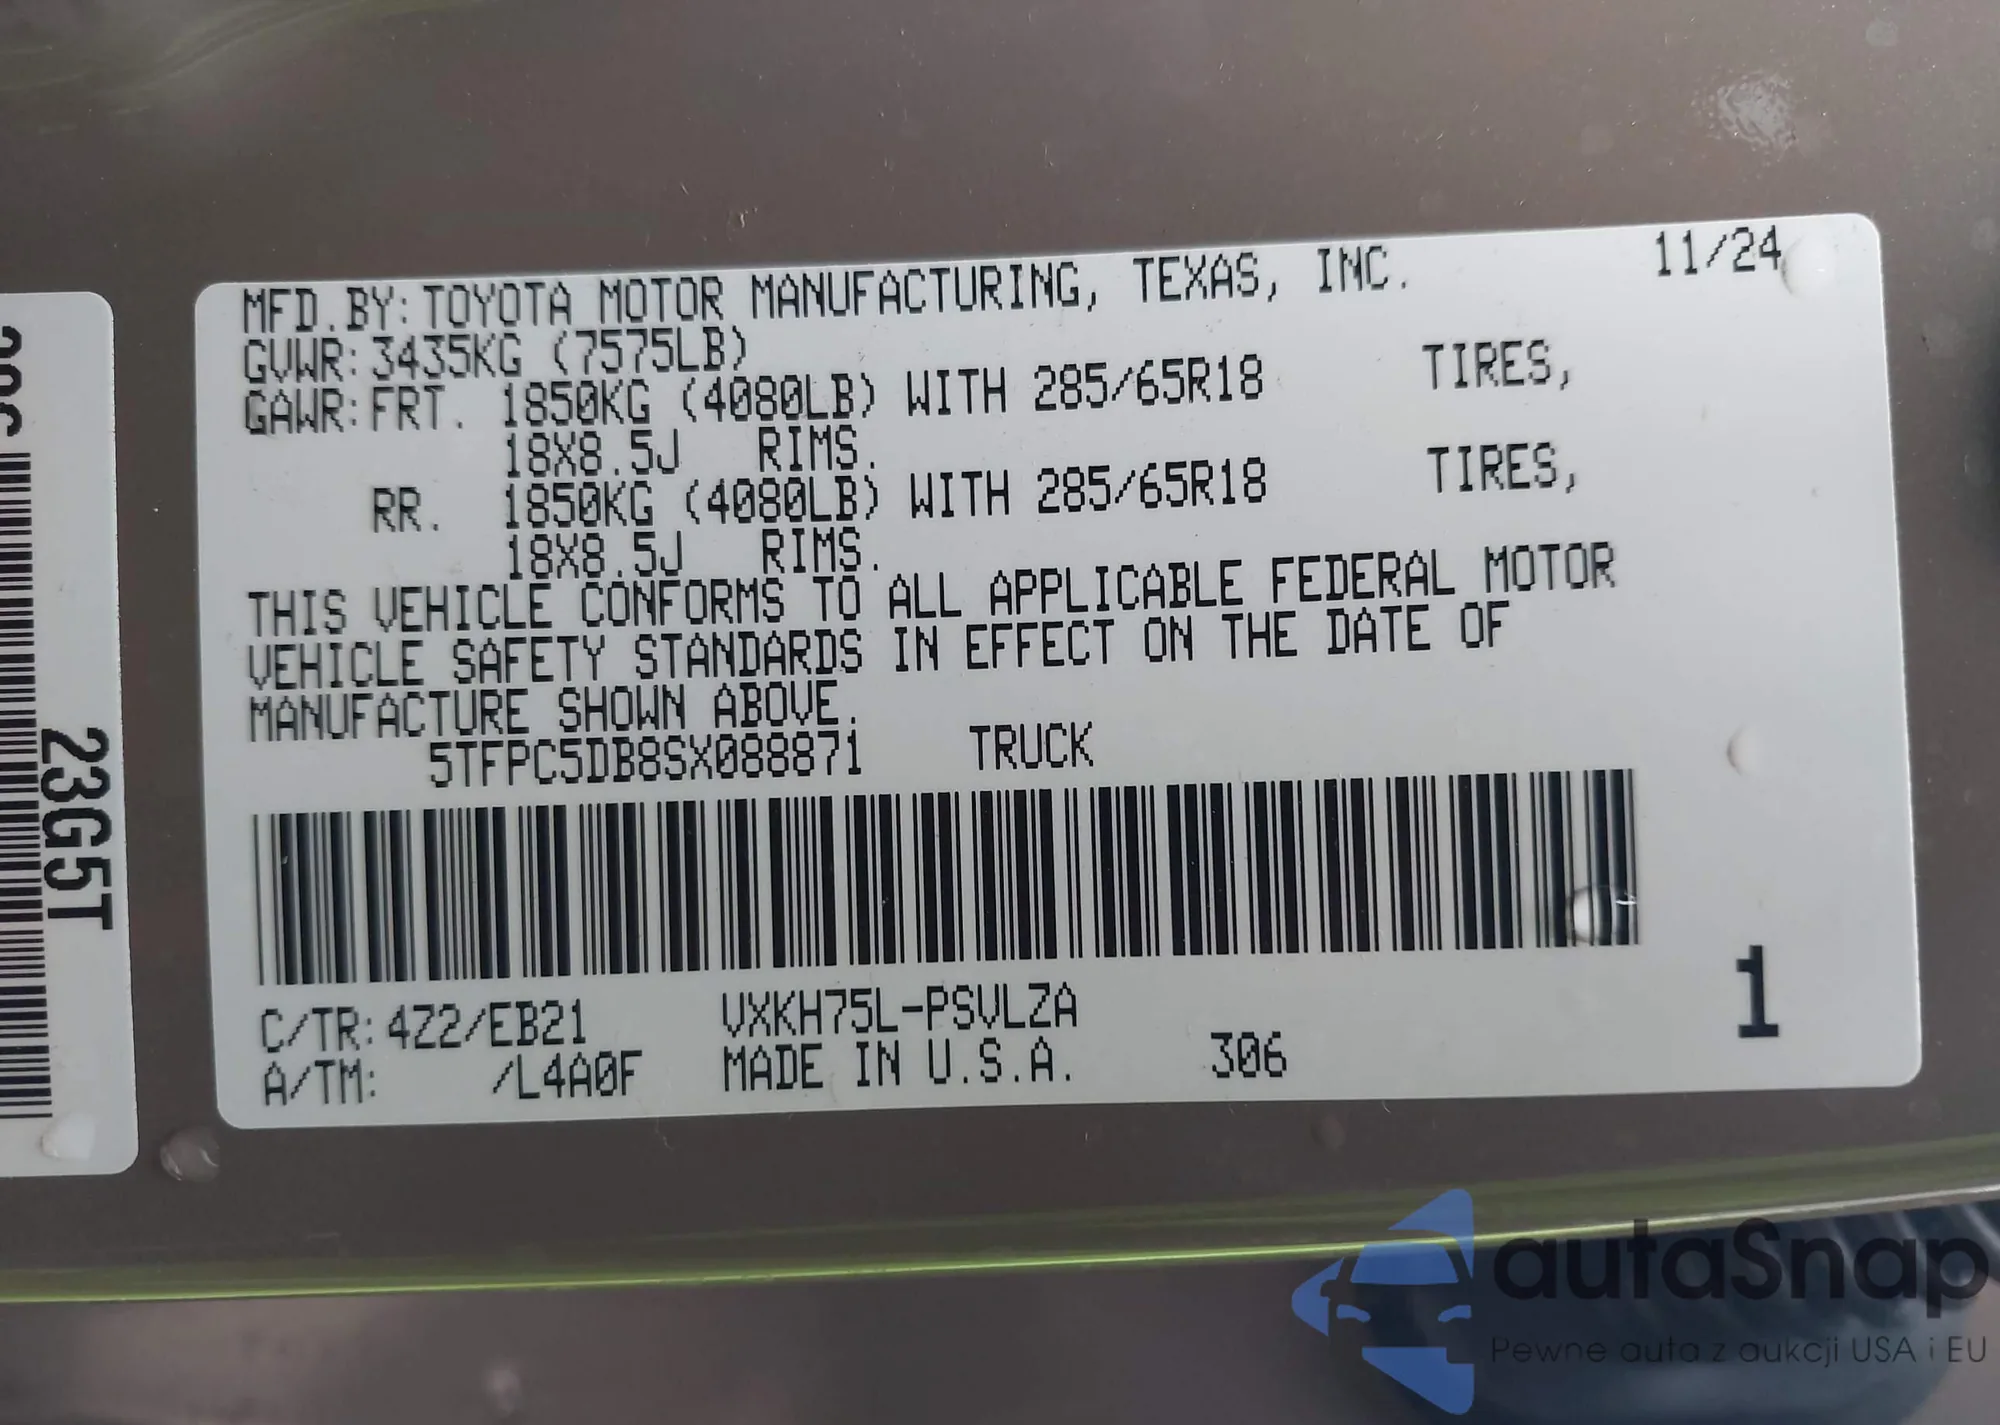 MFD.BY: TOYOTA MOTOR MANUFACTURING, TEXAS, INC. 11/24
GVWR: 3435KG (7575LB)
GAWR: FRT. 1850KG (4080LB) WITH 285/65R18 TIRES,
18X8.5J RIMS.
RR. 1850KG (4080LB) WITH 285/65R18 TIRES,
18X8.5J RIMS.
THIS VEHICLE CONFORMS TO ALL APPLICABLE FEDERAL MOTOR
VEHICLE SAFETY STANDARDS IN EFFECT ON THE DATE OF
MANUFACTURE SHOWN ABOVE.
5TFPC5DB8SX088871 TRUCK
C/TR: 4Z2/EB21 VXKH75L-PSVLZA
A/TM: /L4A0F MADE IN U.S.A. 306
1
23G5T
autaSnap
Pewne auta z aukcji USA i EU